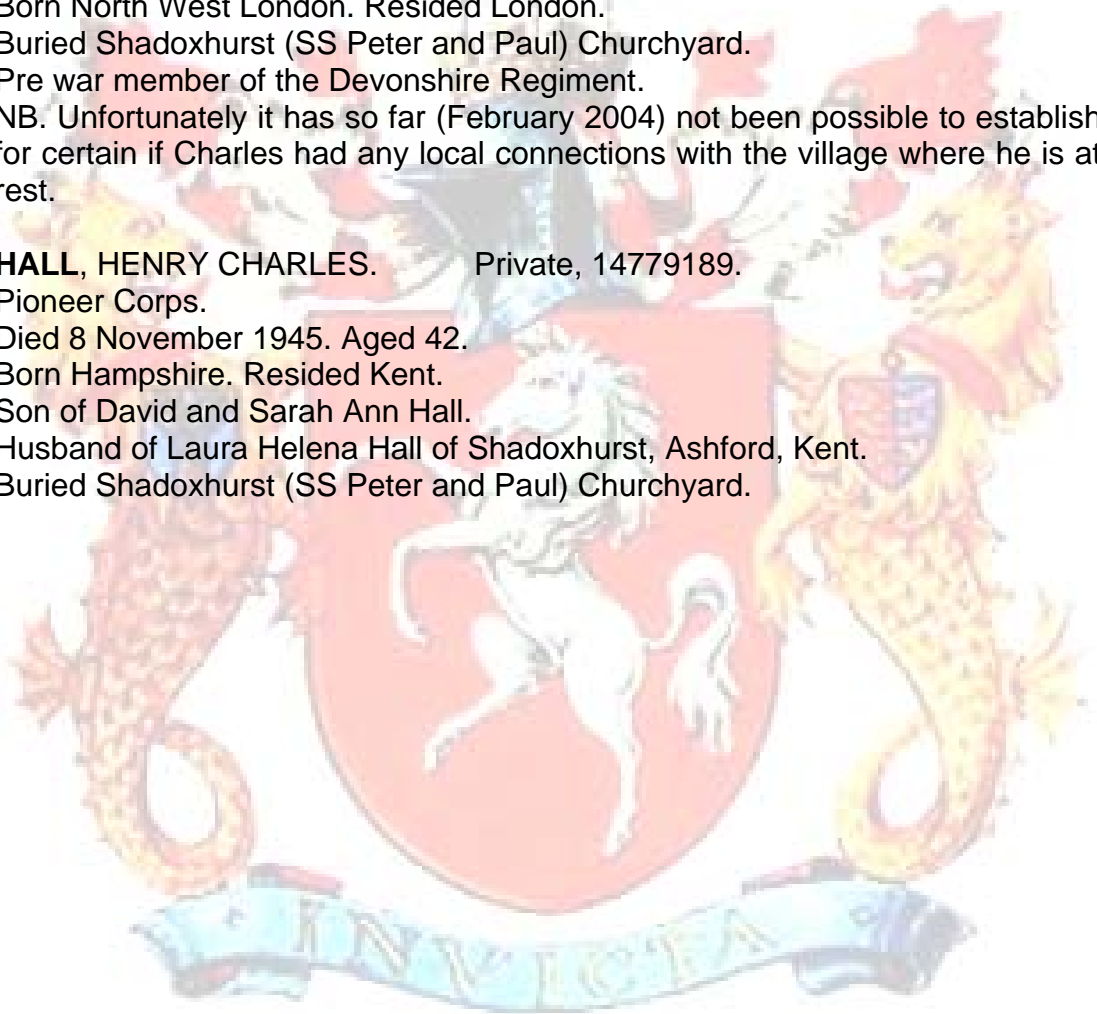 Born North West London. Resided London.
Buried Shadoxhurst (SS Peter and Paul) Churchyard.
Pre war member of the Devonshire Regiment.
NB. Unfortunately it has so far (February 2004) not been possible to establish
for certain if Charles had any local connections with the village where he is at
rest.
HALL, HENRY CHARLES. Private, 14779189.
Pioneer Corps.
Died 8 November 1945. Aged 42.
Born Hampshire. Resided Kent.
Son of David and Sarah Ann Hall.
Husband of Laura Helena Hall of Shadoxhurst, Ashford, Kent.
Buried Shadoxhurst (SS Peter and Paul) Churchyard.
INVICTA